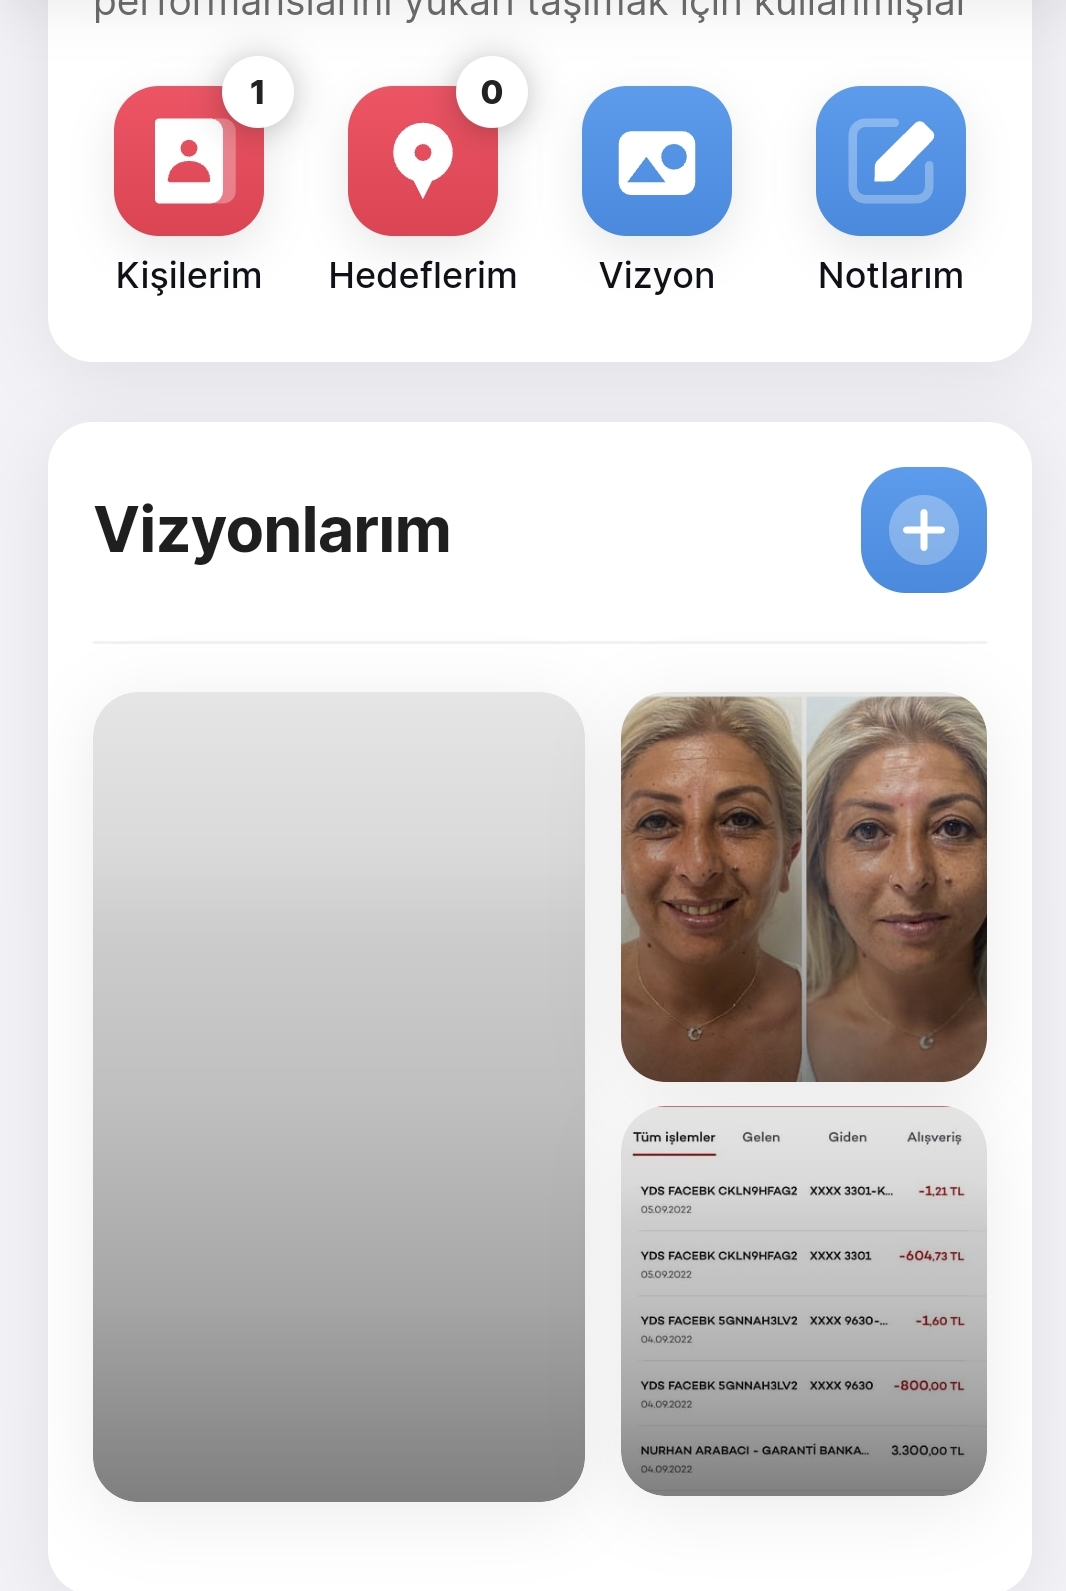 performanslarını yukarı taşımak için kullanmışlar
1
0
Kişilerim
Hedeflerim
Vizyon
Notlarım
Vizyonlarım
Tüm işlemler Gelen Giden Alışveriş
YDS FACEBK CKLN9HFAG2 XXXX 3301-K... -1,21 TL
05.09.2022
YDS FACEBK CKLN9HFAG2 XXXX 3301 -604,73 TL
05.09.2022
YDS FACEBK 5GNNAH3LV2 XXXX 9630-... -1,60 TL
04.09.2022
YDS FACEBK 5GNNAH3LV2 XXXX 9630 -800,00 TL
04.09.2022
NURHAN ARABACI - GARANTİ BANKA... 3.300,00 TL
04.09.2022